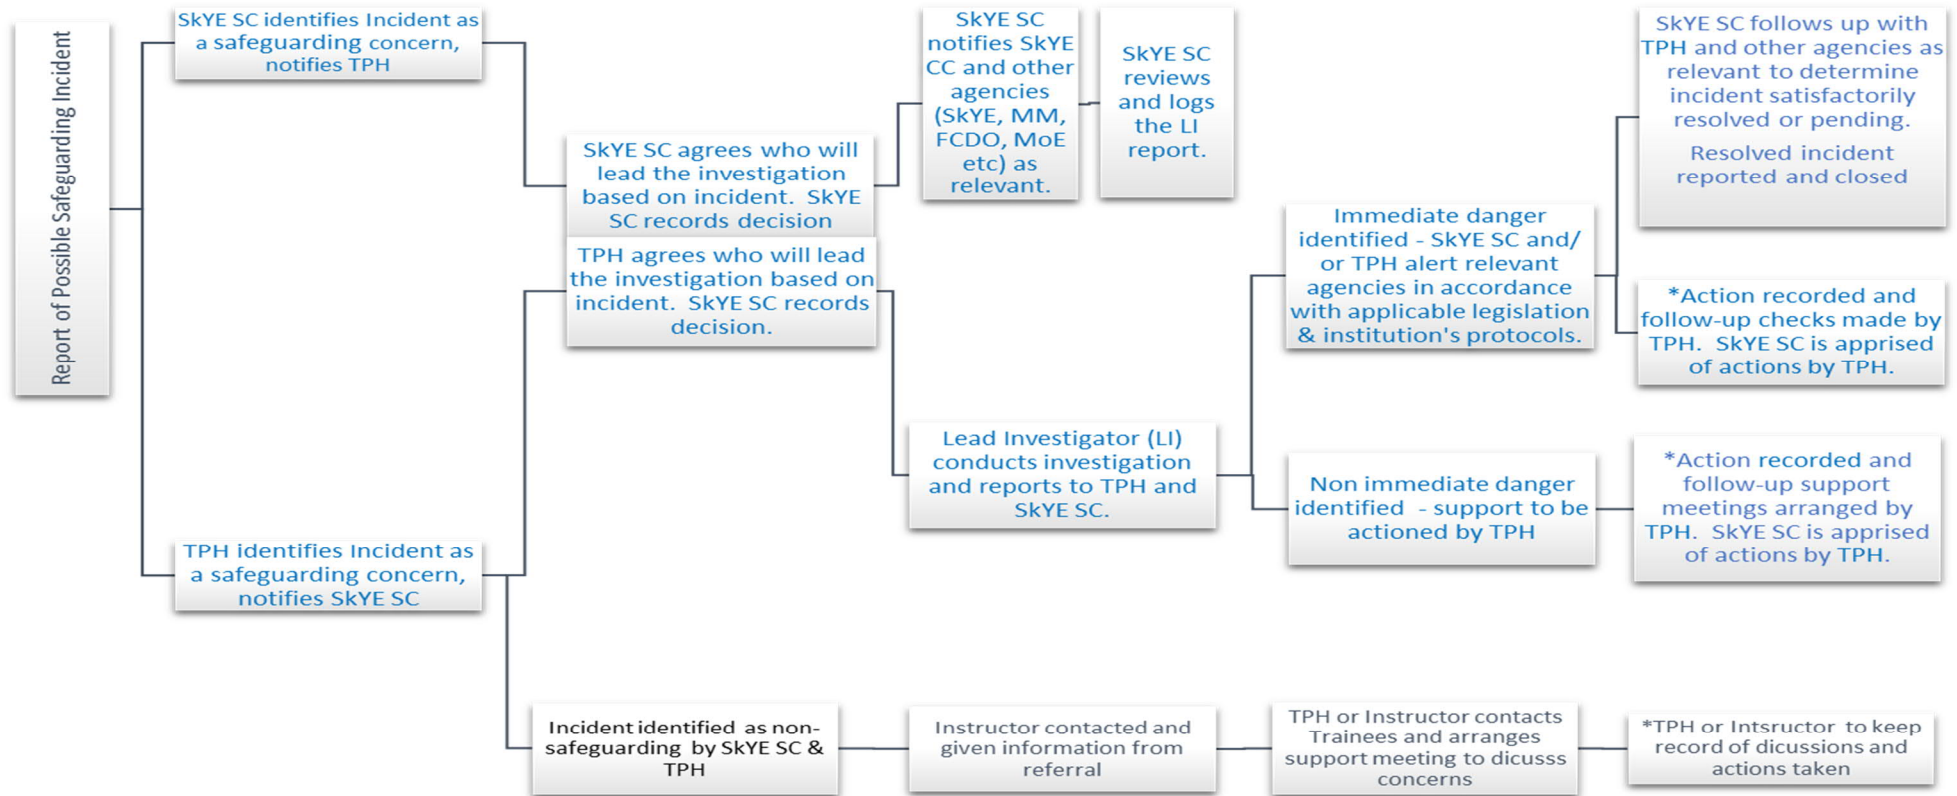 Report of Possible Safeguarding Incident
SkYE SC identifies Incident as
a safeguarding concern,
notifies TPH
SkYE SC agrees who will
lead the investigation
based on incident.  SkYE
SC records decision
SkYE SC
notifies SkYE
CC and other
agencies
(SkYE, MM,
FCDO, MoE
etc) as
relevant.
SkYE SC
reviews
and logs
the LI
report.
TPH identifies Incident as
a safeguarding concern,
notifies SkYE SC
TPH agrees who will lead
the investigation based on
incident.  SkYE SC records
decision.
Lead Investigator (LI)
conducts investigation
and reports to TPH and
SkYE SC.
Immediate danger
identified - SkYE SC and/
or TPH alert relevant
agencies in accordance
with applicable legislation
& institution's protocols.
SkYE SC follows up with
TPH and other agencies as
relevant to determine
incident satisfactorily
resolved or pending.
Resolved incident
reported and closed
*Action recorded and
follow-up checks made by
TPH.  SkYE SC is apprised
of actions by TPH.
Non immediate danger
identified  - support to be
actioned by TPH
*Action recorded and
follow-up support
meetings arranged by
TPH.  SkYE SC is apprised
of actions by TPH.
Incident identified as non-
safeguarding by SkYE SC &
TPH
Instructor contacted and
given information from
referral
TPH or Instructor contacts
Trainees and arranges
support meeting to dicusss
concerns
*TPH or Intsructor to keep
record of dicussions and
actions taken